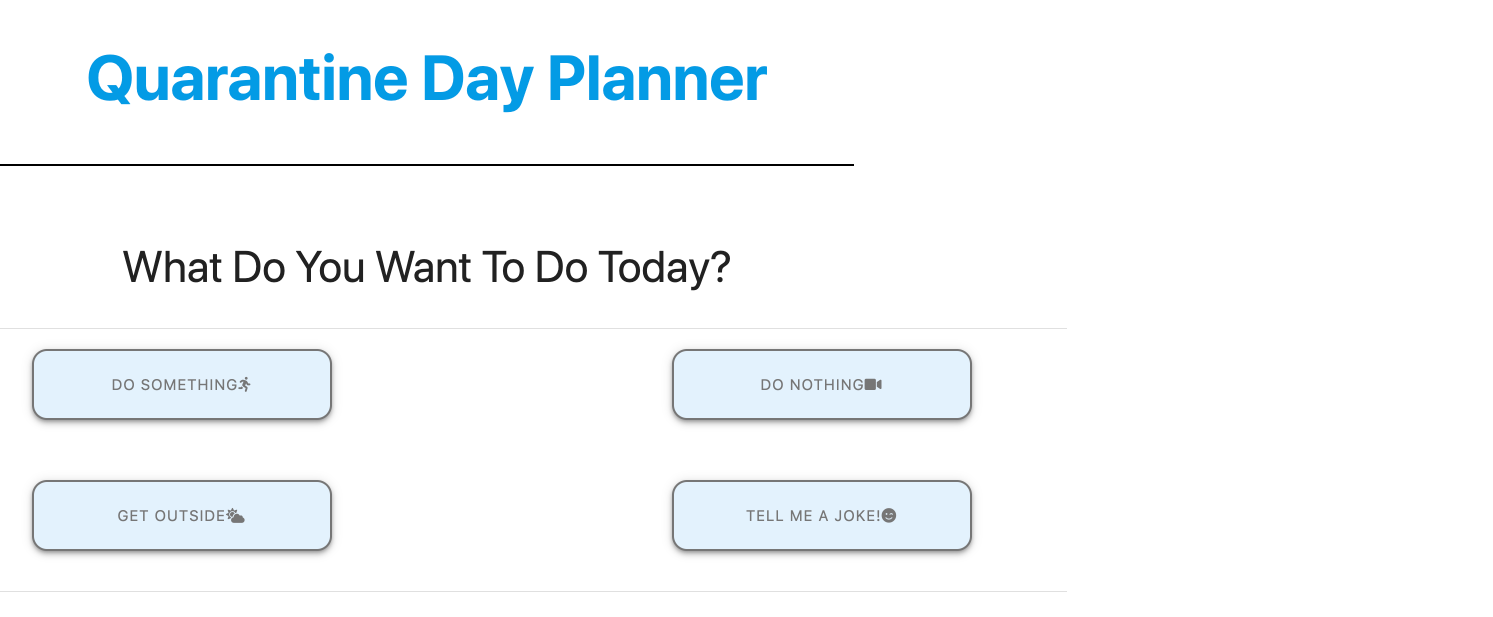 Quarantine Day Planner
What Do You Want To Do Today?
DO SOMETHING
DO NOTHING
GET OUTSIDE
TELL ME A JOKE!